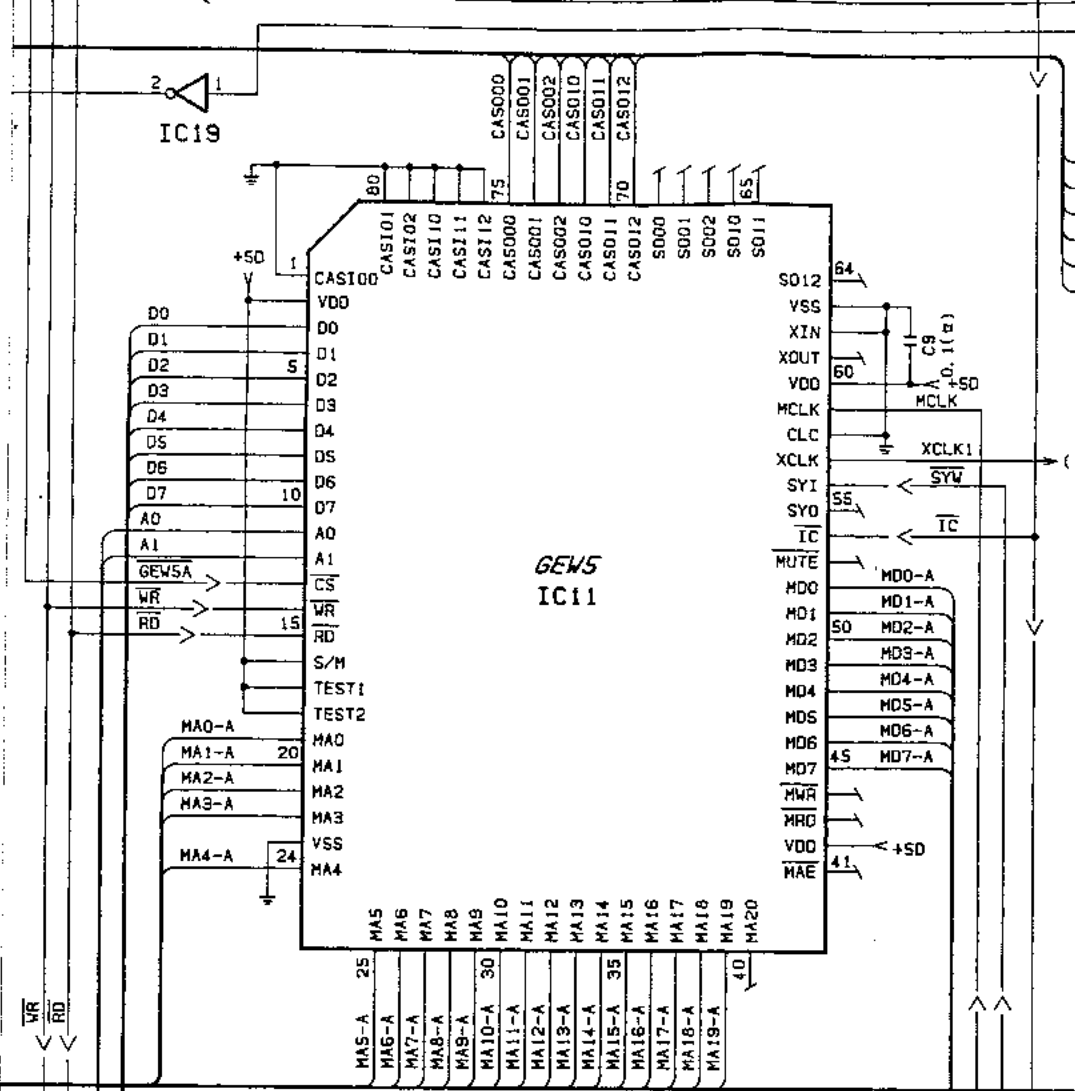 2 1
IC19
CASO00
CASO01
CASO02
CASO10
CASO11
CASO12
80
75
70
65
CASI01
CASI02
CASI10
CASI11
CASI12
CASO00
CASO01
CASO02
CASO10
CASO11
CASO12
SO00
SO01
SO02
SO10
SO11
+5D
1
CASI00
VDD
D0 D0
D1 D1
D2 5 D2
D3 D3
D4 D4
D5 D5
D6 D6
D7 10 D7
A0 A0
A1 A1
GEW5A CS
WR WR
RD 15 RD
S/M
TEST1
TEST2
MA0-A MA0
MA1-A 20 MA1
MA2-A MA2
MA3-A MA3
VSS
MA4-A 24 MA4
GEW5
IC11
SO12 64
VSS
XIN
XOUT
VDD 60 +5D
C9
0.1
MCLK MCLK
CLC
XCLK XCLK1
SYI SYW
SYO 55
IC IC
MUTE
MD0 MD0-A
MD1 MD1-A
MD2 50 MD2-A
MD3 MD3-A
MD4 MD4-A
MD5 MD5-A
MD6 MD6-A
MD7 45 MD7-A
MWR
MRD
VDD +5D
MAE 41
MA5
MA6
MA7
MA8
MA9
MA10
MA11
MA12
MA13
MA14
MA15
MA16
MA17
MA18
MA19
MA20
25
30
35
40
MA5-A
MA6-A
MA7-A
MA8-A
MA9-A
MA10-A
MA11-A
MA12-A
MA13-A
MA14-A
MA15-A
MA16-A
MA17-A
MA18-A
MA19-A
WR
RD